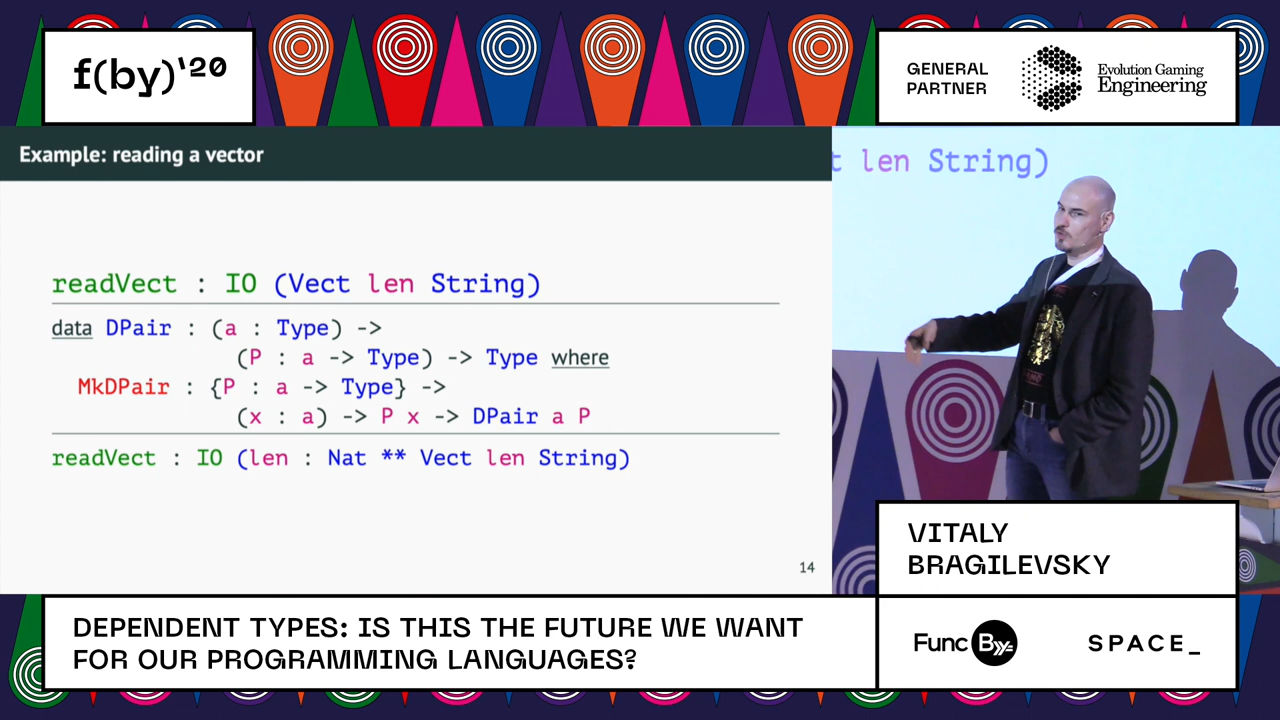 f(by)'20
GENERAL
PARTNER
Evolution Gaming
Engineering
Example: reading a vector
readVect : IO (Vect len String)
data DPair : (a : Type) ->
(P : a -> Type) -> Type where
MkDPair : {P : a -> Type} ->
(x : a) -> P x -> DPair a P
readVect : IO (len : Nat ** Vect len String)
14
len String)
VITALY
BRAGILEVSKY
DEPENDENT TYPES: IS THIS THE FUTURE WE WANT
FOR OUR PROGRAMMING LANGUAGES?
Func By
SPACE_